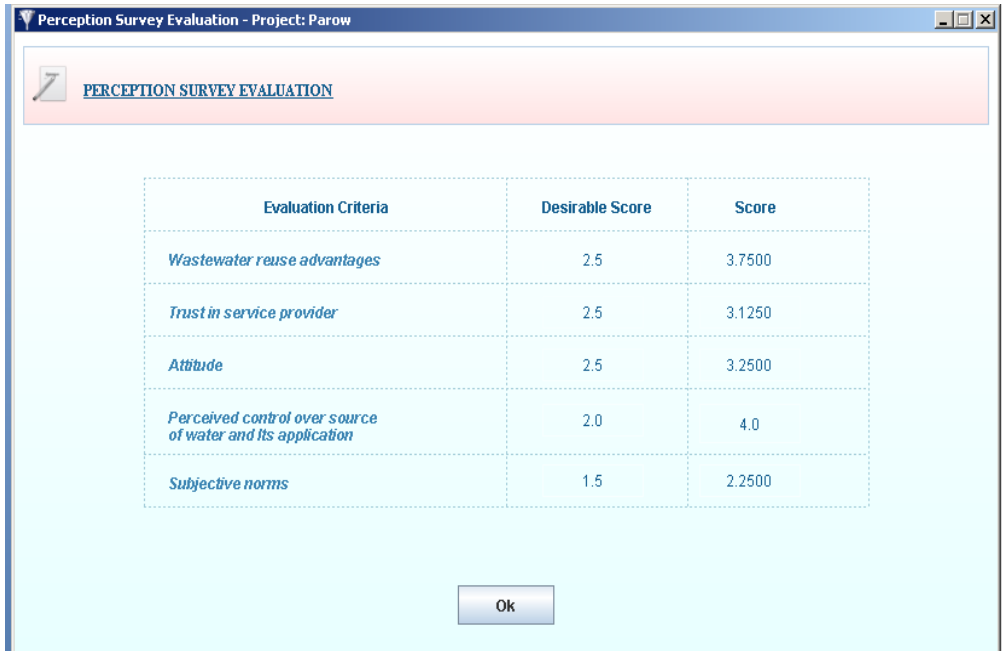 Perception Survey Evaluation - Project: Parow
PERCEPTION SURVEY EVALUATION
Evaluation Criteria Desirable Score Score
Wastewater reuse advantages 2.5 3.7500
Trust in service provider 2.5 3.1250
Attitude 2.5 3.2500
Perceived control over source
of water and Its application 2.0 4.0
Subjective norms 1.5 2.2500
Ok